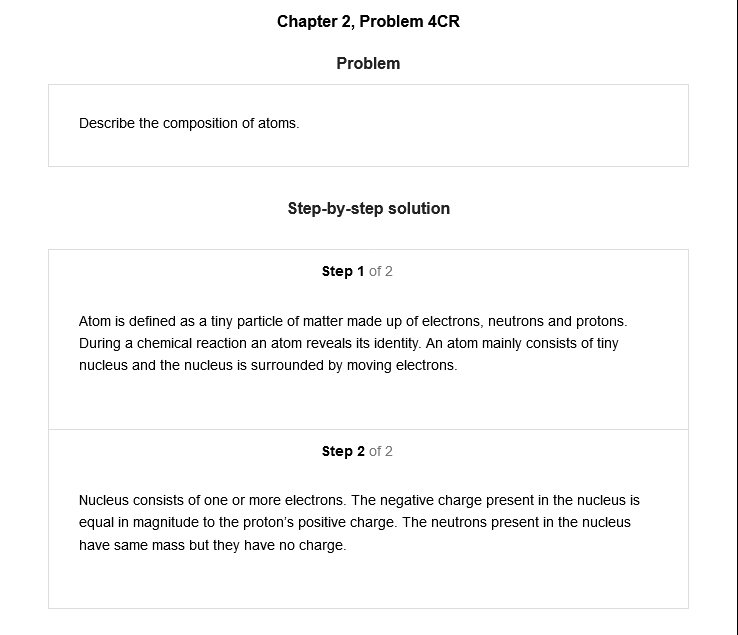 Chapter 2, Problem 4CR
Problem
Describe the composition of atoms.
Step-by-step solution
Step 1 of 2
Atom is defined as a tiny particle of matter made up of electrons, neutrons and protons.
During a chemical reaction an atom reveals its identity. An atom mainly consists of tiny
nucleus and the nucleus is surrounded by moving electrons.
Step 2 of 2
Nucleus consists of one or more electrons. The negative charge present in the nucleus is
equal in magnitude to the proton’s positive charge. The neutrons present in the nucleus
have same mass but they have no charge.